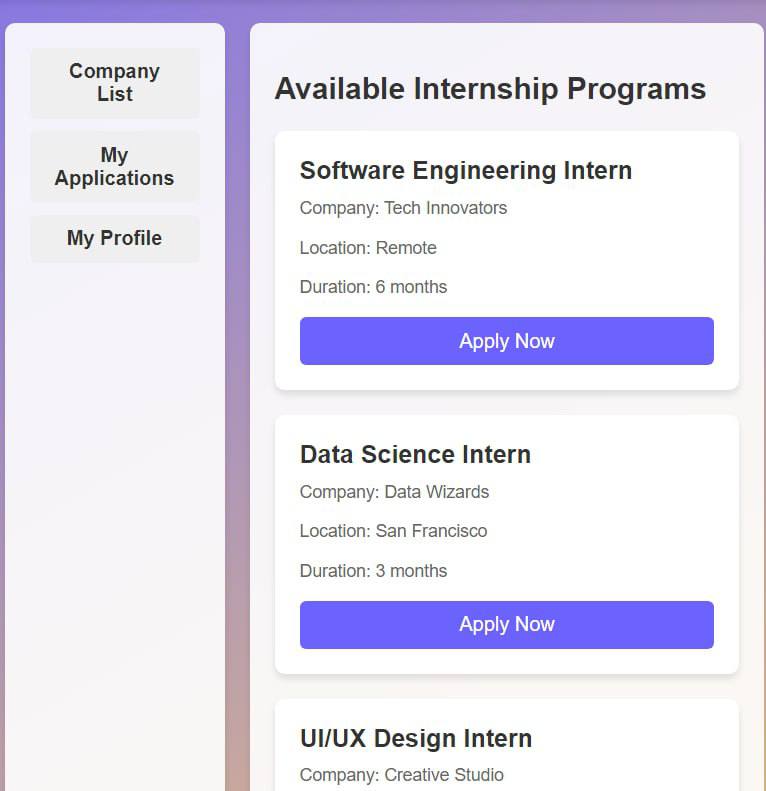 Company
List
My
Applications
My Profile
Available Internship Programs
Software Engineering Intern
Company: Tech Innovators
Location: Remote
Duration: 6 months
Apply Now
Data Science Intern
Company: Data Wizards
Location: San Francisco
Duration: 3 months
Apply Now
UI/UX Design Intern
Company: Creative Studio